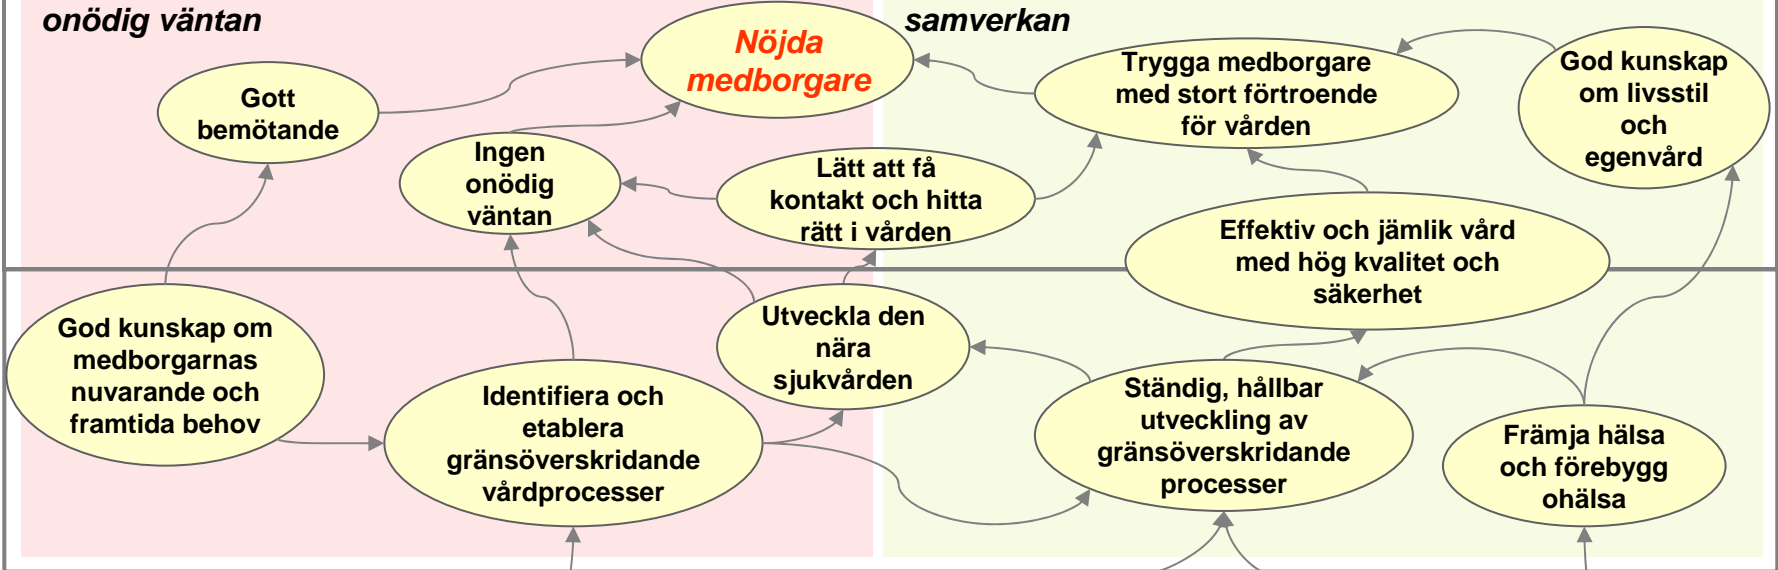 onödig väntan
samverkan
Nöjda
medborgare
Gott
bemötande
Trygga medborgare
med stort förtroende
för vården
God kunskap
om livsstil
och
egenvård
Ingen
onödig
väntan
Lätt att få
kontakt och hitta
rätt i vården
Effektiv och jämlik vård
med hög kvalitet och
säkerhet
God kunskap om
medborgarnas
nuvarande och
framtida behov
Utveckla den
nära
sjukvården
Identifiera och
etablera
gränsöverskridande
vårdprocesser
Ständig, hållbar
utveckling av
gränsöverskridande
processer
Främja hälsa
och förebygg
ohälsa